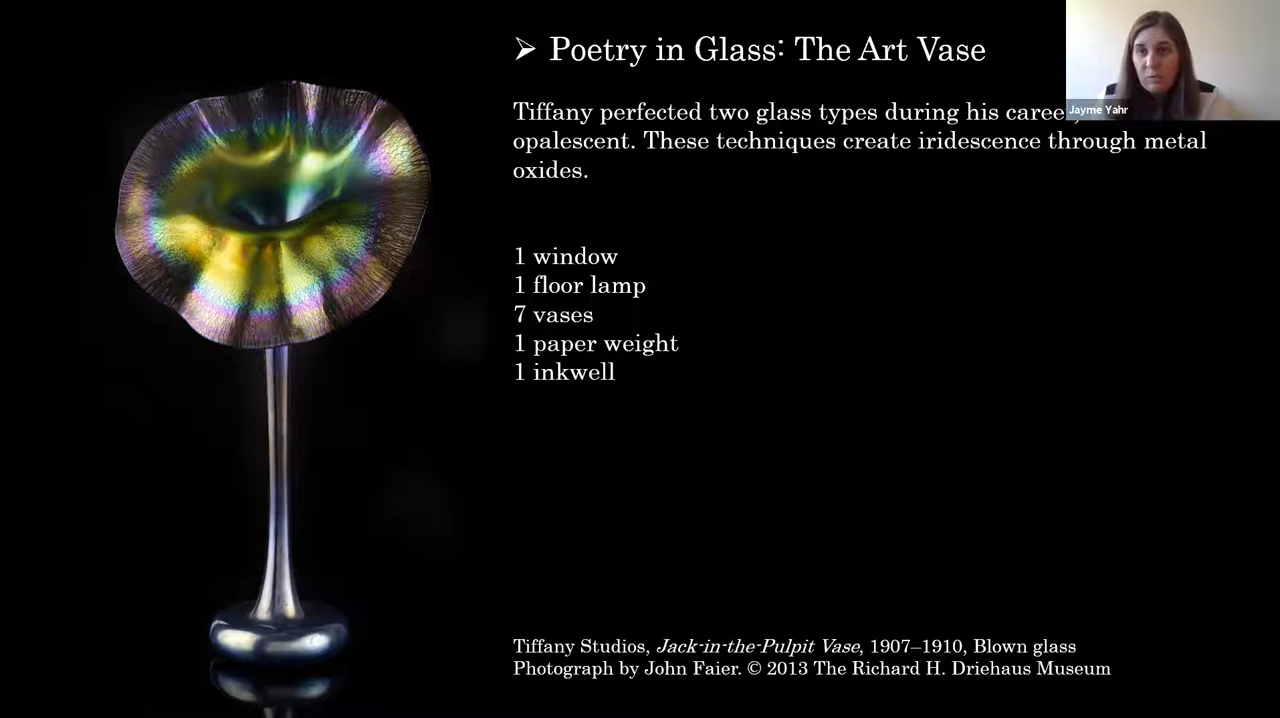 ➢ Poetry in Glass: The Art Vase
Jayme Yahr
Tiffany perfected two glass types during his career,
opalescent. These techniques create iridescence through metal
oxides.
1 window
1 floor lamp
7 vases
1 paper weight
1 inkwell
Tiffany Studios, Jack-in-the-Pulpit Vase, 1907–1910, Blown glass
Photograph by John Faier. © 2013 The Richard H. Driehaus Museum